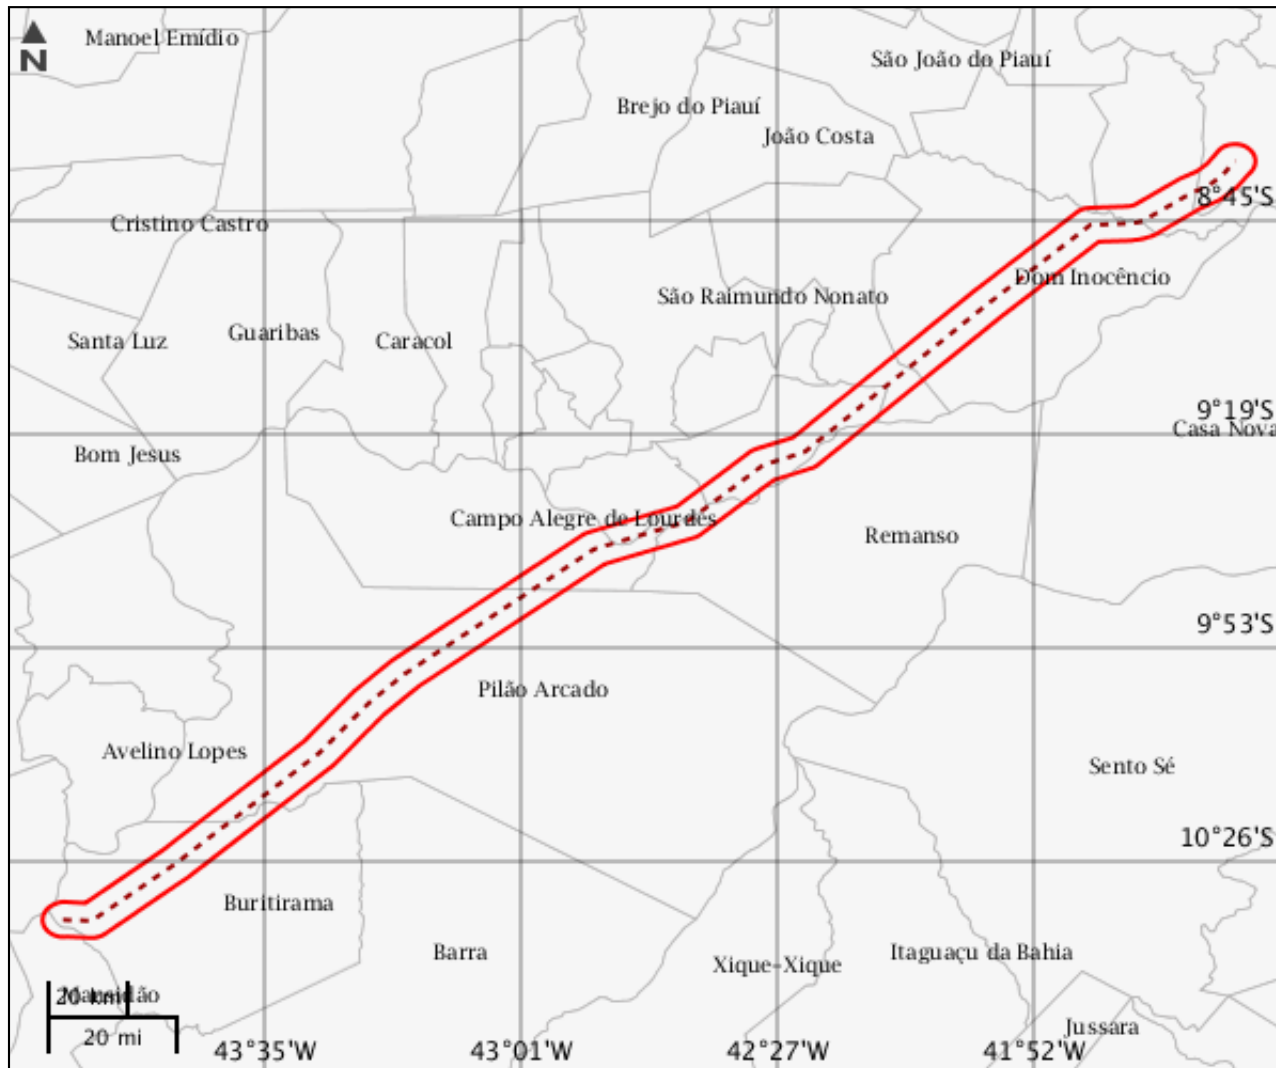 Manoel Emídio
N
São João do Piauí
Brejo do Piauí
João Costa
8°45'S
Cristino Castro
Dom Inocêncio
São Raimundo Nonato
Guaribas
Santa Luz
Caracol
9°19'S
Casa Nova
Bom Jesus
Campo Alegre de Lourdes
Remanso
9°53'S
Pilão Arcado
Avelino Lopes
Sento Sé
10°26'S
Buritirama
Barra
Itaguaçu da Bahia
Xique-Xique
Mansidão
20 km
Jussara
20 mi
43°35'W
43°01'W
42°27'W
41°52'W